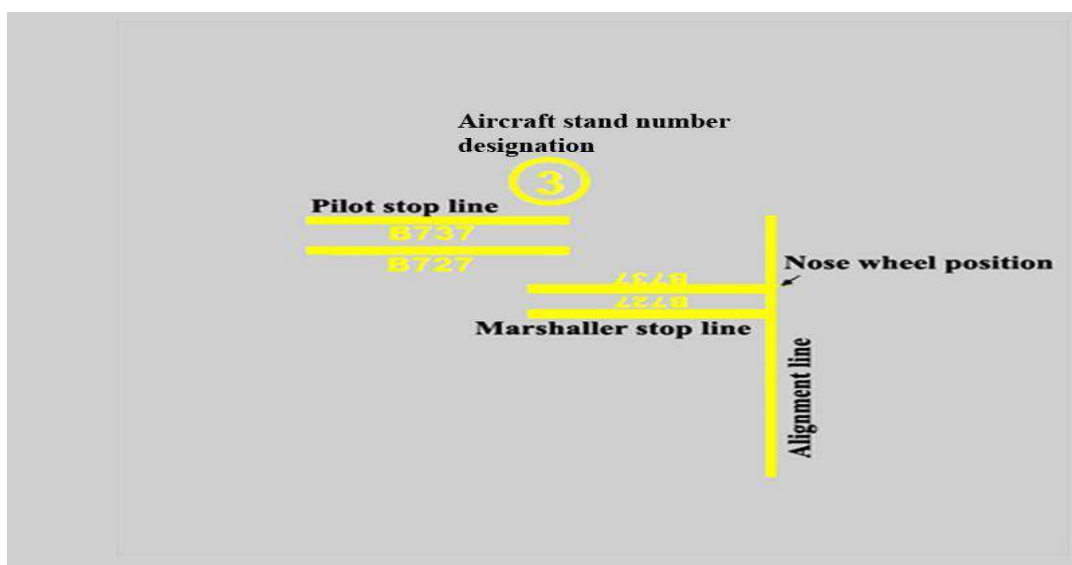 Aircraft stand number
designation
3
Pilot stop line
B737
B727
Nose wheel position
B737
B727
Marshaller stop line
Alignment line